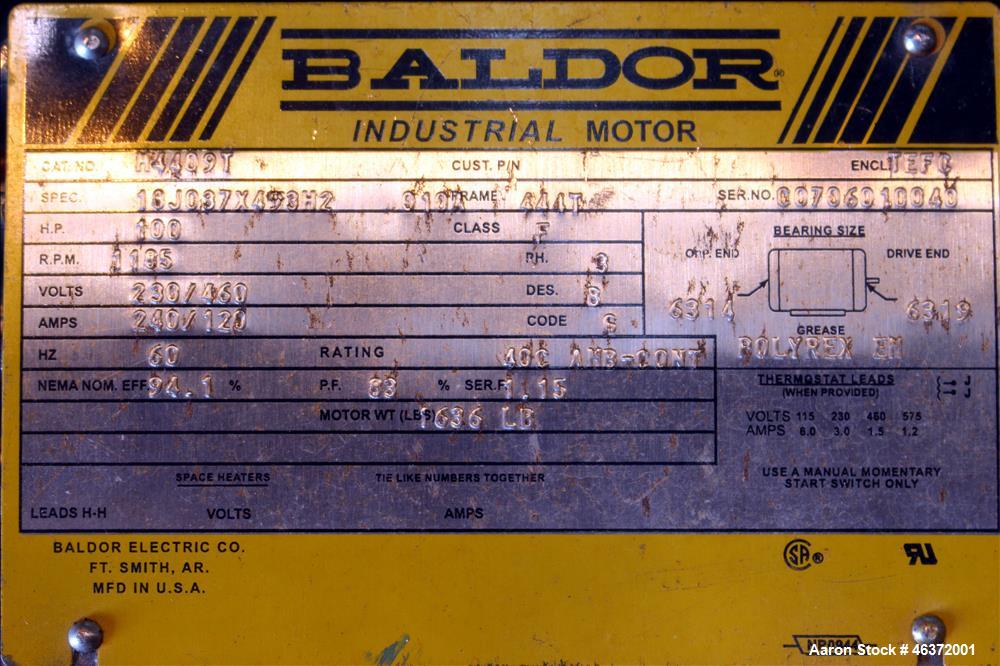 BALDOR®
INDUSTRIAL MOTOR
CAT. NO. H4409T CUST. P/N ENCL. TEFC
SPEC. FRAME 444T SER. NO.
H.P. 100 CLASS F
R.P.M. 1185 PH. 3
VOLTS 230/460 DES. B
AMPS 240/120 CODE G
BEARING SIZE
OPP. END DRIVE END
6314 6319
GREASE
POLYREX EM
HZ 60 RATING 40C AMB-CONT
NEMA NOM. EFF. 94.1 % P.F. 83 % SER.F. 1.15
MOTOR WT (LBS) 1636 LB
THERMOSTAT LEADS J
(WHEN PROVIDED) J
VOLTS 115 230 460 575
AMPS 6.0 3.0 1.5 1.2
USE A MANUAL MOMENTARY
START SWITCH ONLY
SPACE HEATERS TIE LIKE NUMBERS TOGETHER
LEADS H-H VOLTS AMPS
BALDOR ELECTRIC CO.
FT. SMITH, AR.
MFD IN U.S.A.
Aaron Stock # 46372001